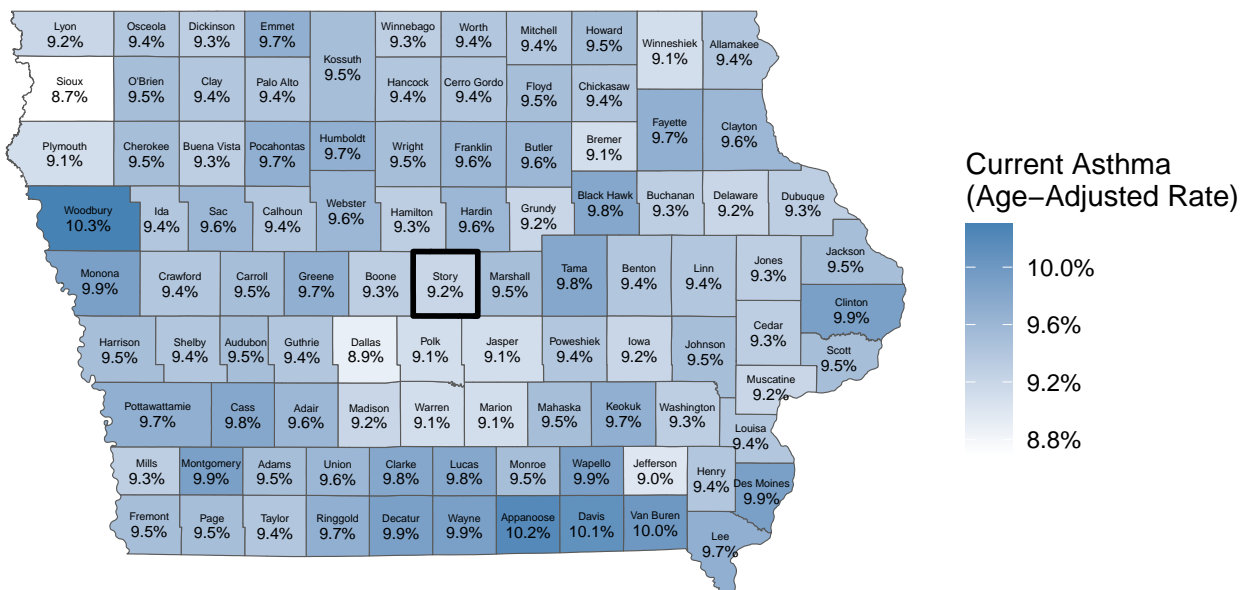 Lyon
9.2%
Osceola
9.4%
Dickinson
9.3%
Emmet
9.7%
Kossuth
9.5%
Winnebago
9.3%
Worth
9.4%
Mitchell
9.4%
Howard
9.5%
Winneshiek
9.1%
Allamakee
9.4%
Sioux
8.7%
O'Brien
9.5%
Clay
9.4%
Palo Alto
9.4%
Hancock
9.4%
Cerro Gordo
9.4%
Floyd
9.5%
Chickasaw
9.4%
Fayette
9.7%
Clayton
9.6%
Plymouth
9.1%
Cherokee
9.5%
Buena Vista
9.3%
Pocahontas
9.7%
Humboldt
9.7%
Wright
9.5%
Franklin
9.6%
Butler
9.6%
Bremer
9.1%
Woodbury
10.3%
Ida
9.4%
Sac
9.6%
Calhoun
9.4%
Webster
9.6%
Hamilton
9.3%
Hardin
9.6%
Grundy
9.2%
Black Hawk
9.8%
Buchanan
9.3%
Delaware
9.2%
Dubuque
9.3%
Monona
9.9%
Crawford
9.4%
Carroll
9.5%
Greene
9.7%
Boone
9.3%
Story
9.2%
Marshall
9.5%
Tama
9.8%
Benton
9.4%
Linn
9.4%
Jones
9.3%
Jackson
9.5%
Clinton
9.9%
Harrison
9.5%
Shelby
9.4%
Audubon
9.5%
Guthrie
9.4%
Dallas
8.9%
Polk
9.1%
Jasper
9.1%
Poweshiek
9.4%
Iowa
9.2%
Johnson
9.5%
Cedar
9.3%
Scott
9.5%
Muscatine
9.2%
Pottawattamie
9.7%
Cass
9.8%
Adair
9.6%
Madison
9.2%
Warren
9.1%
Marion
9.1%
Mahaska
9.5%
Keokuk
9.7%
Washington
9.3%
Louisa
9.4%
Mills
9.3%
Montgomery
9.9%
Adams
9.5%
Union
9.6%
Clarke
9.8%
Lucas
9.8%
Monroe
9.5%
Wapello
9.9%
Jefferson
9.0%
Henry
9.4%
Des Moines
9.9%
Fremont
9.5%
Page
9.5%
Taylor
9.4%
Ringgold
9.7%
Decatur
9.9%
Wayne
9.9%
Appanoose
10.2%
Davis
10.1%
Van Buren
10.0%
Lee
9.7%
Current Asthma
(Age−Adjusted Rate)
10.0%
9.6%
9.2%
8.8%